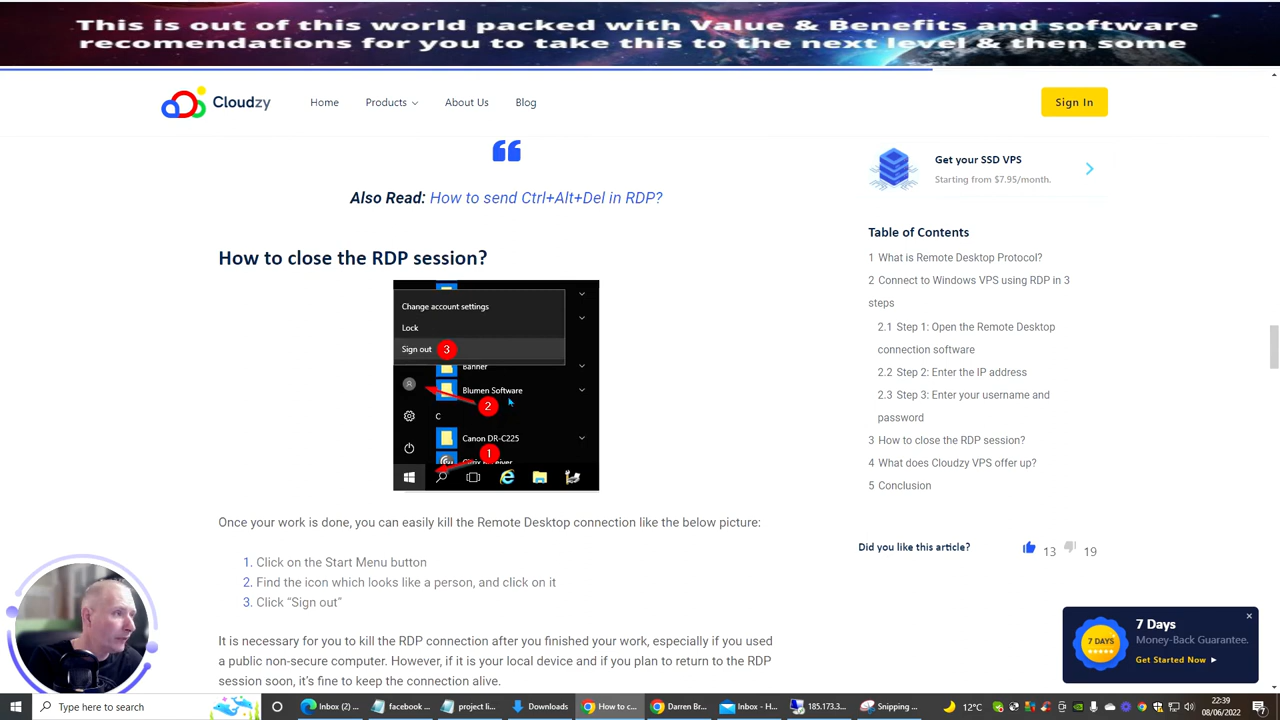 This is out of this world packed with Value & Benefits and software
recomendations for you to take this to the next level & then some
Cloudzy
Home
Products
About Us
Blog
Sign In
Also Read: How to send Ctrl+Alt+Del in RDP?
How to close the RDP session?
Change account settings
Lock
Sign out 3
Banner
Blumen Software
2
C
Canon DR-C225
1
Citrix Receiver
Once your work is done, you can easily kill the Remote Desktop connection like the below picture:
1. Click on the Start Menu button
2. Find the icon which looks like a person, and click on it
3. Click “Sign out”
It is necessary for you to kill the RDP connection after you finished your work, especially if you used
a public non-secure computer. However, if it is your local device and if you plan to return to the RDP
session soon, it’s fine to keep the connection alive.
Get your SSD VPS
Starting from $7.95/month.
Table of Contents
1 What is Remote Desktop Protocol?
2 Connect to Windows VPS using RDP in 3
steps
2.1 Step 1: Open the Remote Desktop
connection software
2.2 Step 2: Enter the IP address
2.3 Step 3: Enter your username and
password
3 How to close the RDP session?
4 What does Cloudzy VPS offer up?
5 Conclusion
Did you like this article?
13
19
7 DAYS
7 Days
Money-Back Guarantee.
Get Started Now
Type here to search
Inbox (2) ...
facebook ...
project li...
Downloads
How to c...
Darren Br...
Inbox - H...
185.173.3...
Snipping ...
12°C
22:39
08/06/2022